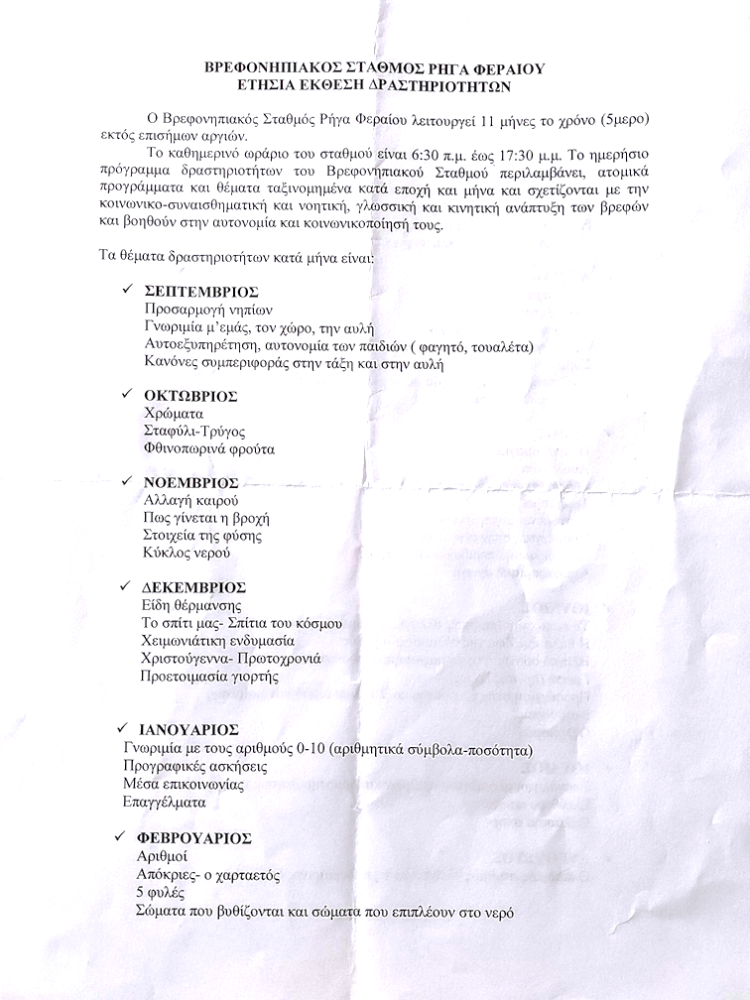 ΒΡΕΦΟΝΗΠΙΑΚΟΣ ΣΤΑΘΜΟΣ ΡΗΓΑ ΦΕΡΑΙΟΥ
ΕΤΗΣΙΑ ΕΚΘΕΣΗ ΔΡΑΣΤΗΡΙΟΤΗΤΩΝ
Ο Βρεφονηπιακός Σταθμός Ρήγα Φεραίου λειτουργεί 11 μήνες το χρόνο (5μερο)
εκτός επισήμων αργιών.
Το καθημερινό ωράριο του σταθμού είναι 6:30 π.μ. έως 17:30 μ.μ. Το ημερήσιο
πρόγραμμα δραστηριοτήτων του Βρεφονηπιακού Σταθμού περιλαμβάνει, ατομικά
προγράμματα και θέματα ταξινομημένα κατά εποχή και μήνα και σχετίζονται με την
κοινωνικο-συναισθηματική και νοητική, γλωσσική και κινητική ανάπτυξη των βρεφών
και βοηθούν στην αυτονομία και κοινωνικοποίησή τους.
Τα θέματα δραστηριοτήτων κατά μήνα είναι:
✓ ΣΕΠΤΕΜΒΡΙΟΣ
Προσαρμογή νηπίων
Γνωριμία μ’εμάς, τον χώρο, την αυλή
Αυτοεξυπηρέτηση, αυτονομία των παιδιών ( φαγητό, τουαλέτα)
Κανόνες συμπεριφοράς στην τάξη και στην αυλή
✓ ΟΚΤΩΒΡΙΟΣ
Χρώματα
Σταφύλι-Τρύγος
Φθινοπωρινά φρούτα
✓ ΝΟΕΜΒΡΙΟΣ
Αλλαγή καιρού
Πως γίνεται η βροχή
Στοιχεία της φύσης
Κύκλος νερού
✓ ΔΕΚΕΜΒΡΙΟΣ
Είδη θέρμανσης
Το σπίτι μας- Σπίτια του κόσμου
Χειμωνιάτικη ενδυμασία
Χριστούγεννα- Πρωτοχρονιά
Προετοιμασία γιορτής
✓ ΙΑΝΟΥΑΡΙΟΣ
Γνωριμία με τους αριθμούς 0-10 (αριθμητικά σύμβολα-ποσότητα)
Προγραφικές ασκήσεις
Μέσα επικοινωνίας
Επαγγέλματα
✓ ΦΕΒΡΟΥΑΡΙΟΣ
Αριθμοί
Απόκριες- ο χαρταετός
5 φυλές
Σώματα που βυθίζονται και σώματα που επιπλέουν στο νερό